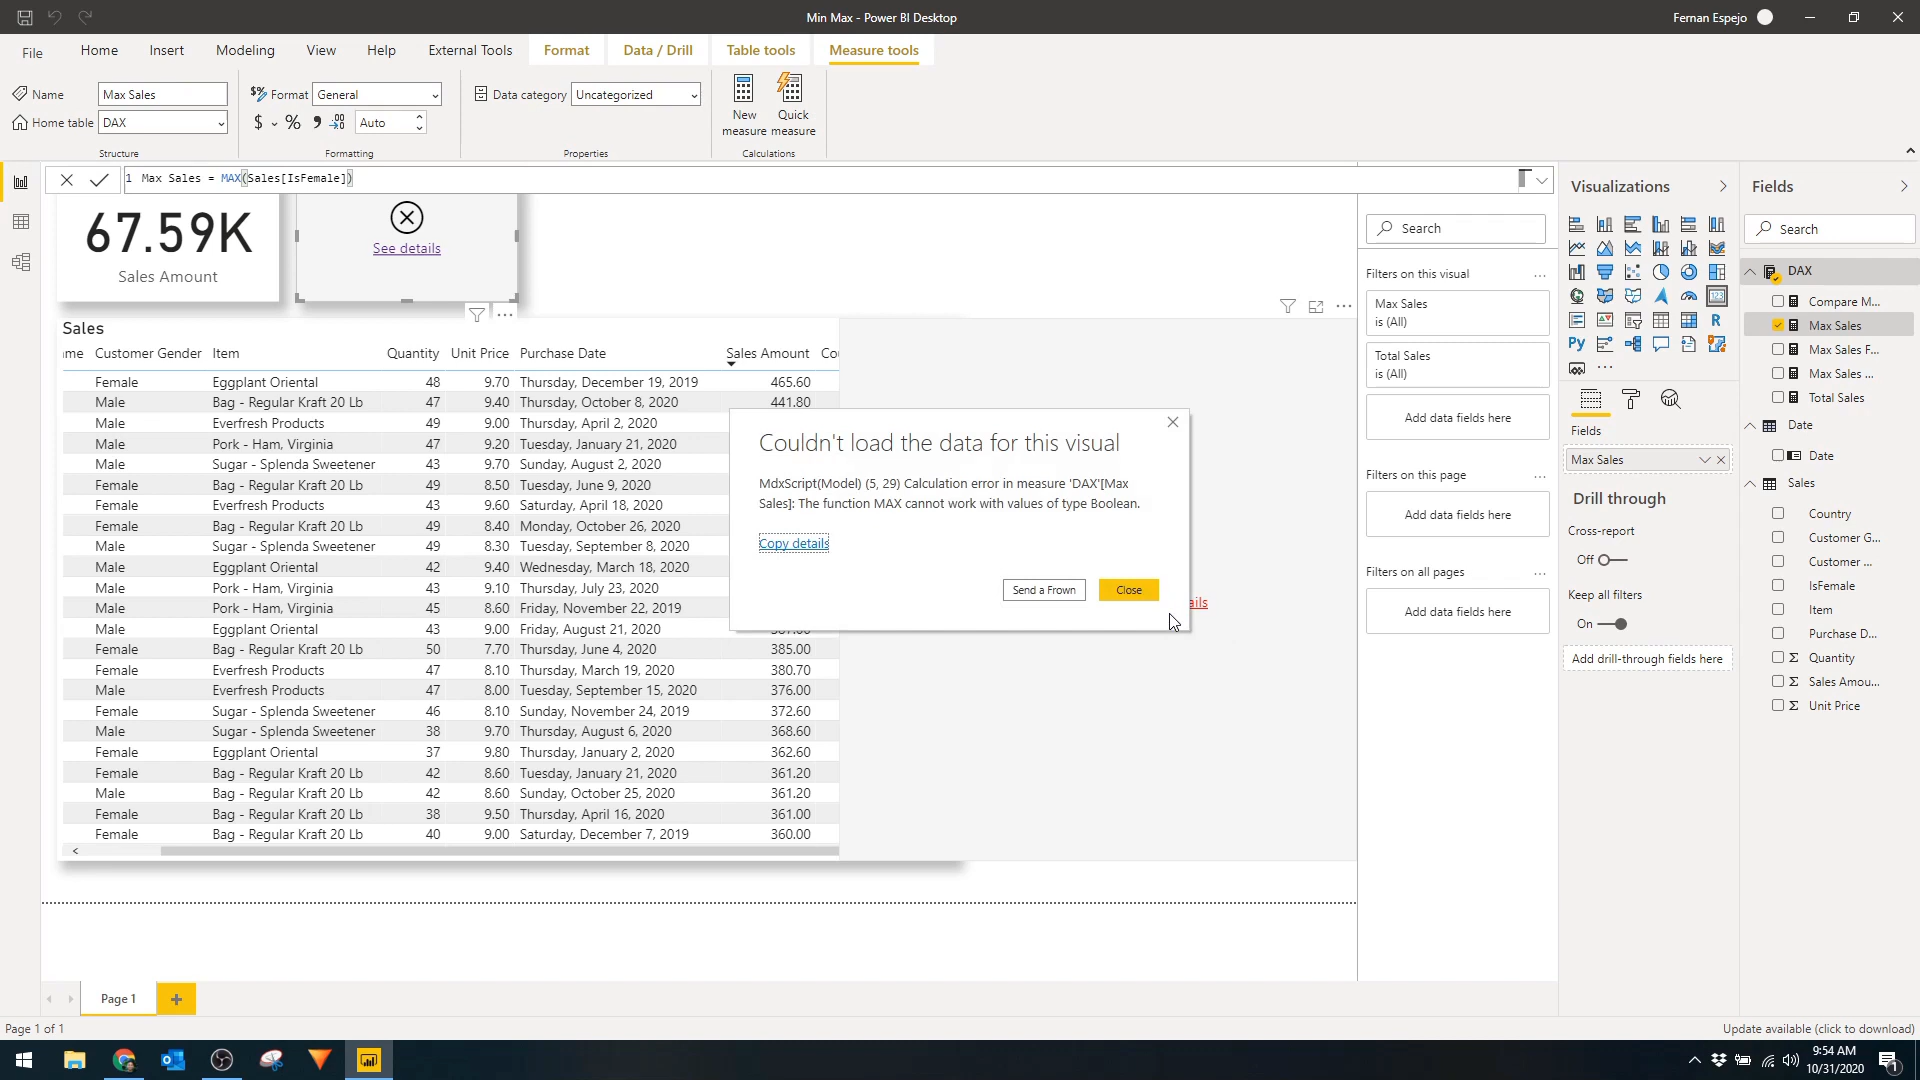 Min Max - Power BI Desktop
Fernan Espejo
File
Home
Insert
Modeling
View
Help
External Tools
Format
Data / Drill
Table tools
Measure tools
Name
Max Sales
Home table
DAX
Structure
Format
General
$
%
Auto
Formatting
Data category
Uncategorized
Properties
New measure
Quick measure
Calculations
1 Max Sales = MAX(Sales[IsFemale])
67.59K
Sales Amount
See details
Sales
me Customer Gender Item Quantity Unit Price Purchase Date Sales Amount Cou
Female Eggplant Oriental 48 9.70 Thursday, December 19, 2019 465.60
Male Bag - Regular Kraft 20 Lb 47 9.40 Thursday, October 8, 2020 441.80
Male Everfresh Products 49 9.00 Thursday, April 2, 2020
Male Pork - Ham, Virginia 47 9.20 Tuesday, January 21, 2020
Male Sugar - Splenda Sweetener 43 9.70 Sunday, August 2, 2020
Male Bag - Regular Kraft 20 Lb 49 8.50 Tuesday, June 9, 2020
Female Everfresh Products 43 9.60 Saturday, April 18, 2020
Female Bag - Regular Kraft 20 Lb 49 8.40 Monday, October 26, 2020
Female Sugar - Splenda Sweetener 49 8.30 Tuesday, September 8, 2020
Female Eggplant Oriental 42 9.40 Wednesday, March 18, 2020
Male Pork - Ham, Virginia 43 9.10 Thursday, July 23, 2020
Male Pork - Ham, Virginia 45 8.60 Friday, November 22, 2019
Female Eggplant Oriental 43 9.00 Friday, August 21, 2020 387.00
Female Bag - Regular Kraft 20 Lb 50 7.70 Thursday, June 4, 2020 385.00
Female Everfresh Products 47 8.10 Thursday, March 19, 2020 380.70
Male Everfresh Products 47 8.00 Tuesday, September 15, 2020 376.00
Female Sugar - Splenda Sweetener 46 8.10 Sunday, November 24, 2019 372.60
Male Sugar - Splenda Sweetener 38 9.70 Thursday, August 6, 2020 368.60
Female Eggplant Oriental 37 9.80 Thursday, January 2, 2020 362.60
Female Bag - Regular Kraft 20 Lb 42 8.60 Tuesday, January 21, 2020 361.20
Male Bag - Regular Kraft 20 Lb 42 8.60 Sunday, October 25, 2020 361.20
Female Bag - Regular Kraft 20 Lb 38 9.50 Thursday, April 16, 2020 361.00
Female Bag - Regular Kraft 20 Lb 40 9.00 Saturday, December 7, 2019 360.00
Couldn't load the data for this visual
MdxScript(Model) (5, 29) Calculation error in measure 'DAX'[Max
Sales]: The function MAX cannot work with values of type Boolean.
Copy details
Send a Frown
Close
ails
Search
Filters on this visual
Max Sales
is (All)
Total Sales
is (All)
Add data fields here
Filters on this page
Add data fields here
Filters on all pages
Add data fields here
Visualizations
R
Py
123
Fields
Max Sales
Drill through
Cross-report
Off
Keep all filters
On
Add drill-through fields here
Fields
Search
DAX
Compare M...
Max Sales
Max Sales F...
Max Sales ...
Total Sales
Date
Date
Sales
Country
Customer G...
Customer ...
IsFemale
Item
Purchase D...
Quantity
Sales Amou...
Unit Price
Page 1
Page 1 of 1
Update available (click to download)
9:54 AM
10/31/2020
1